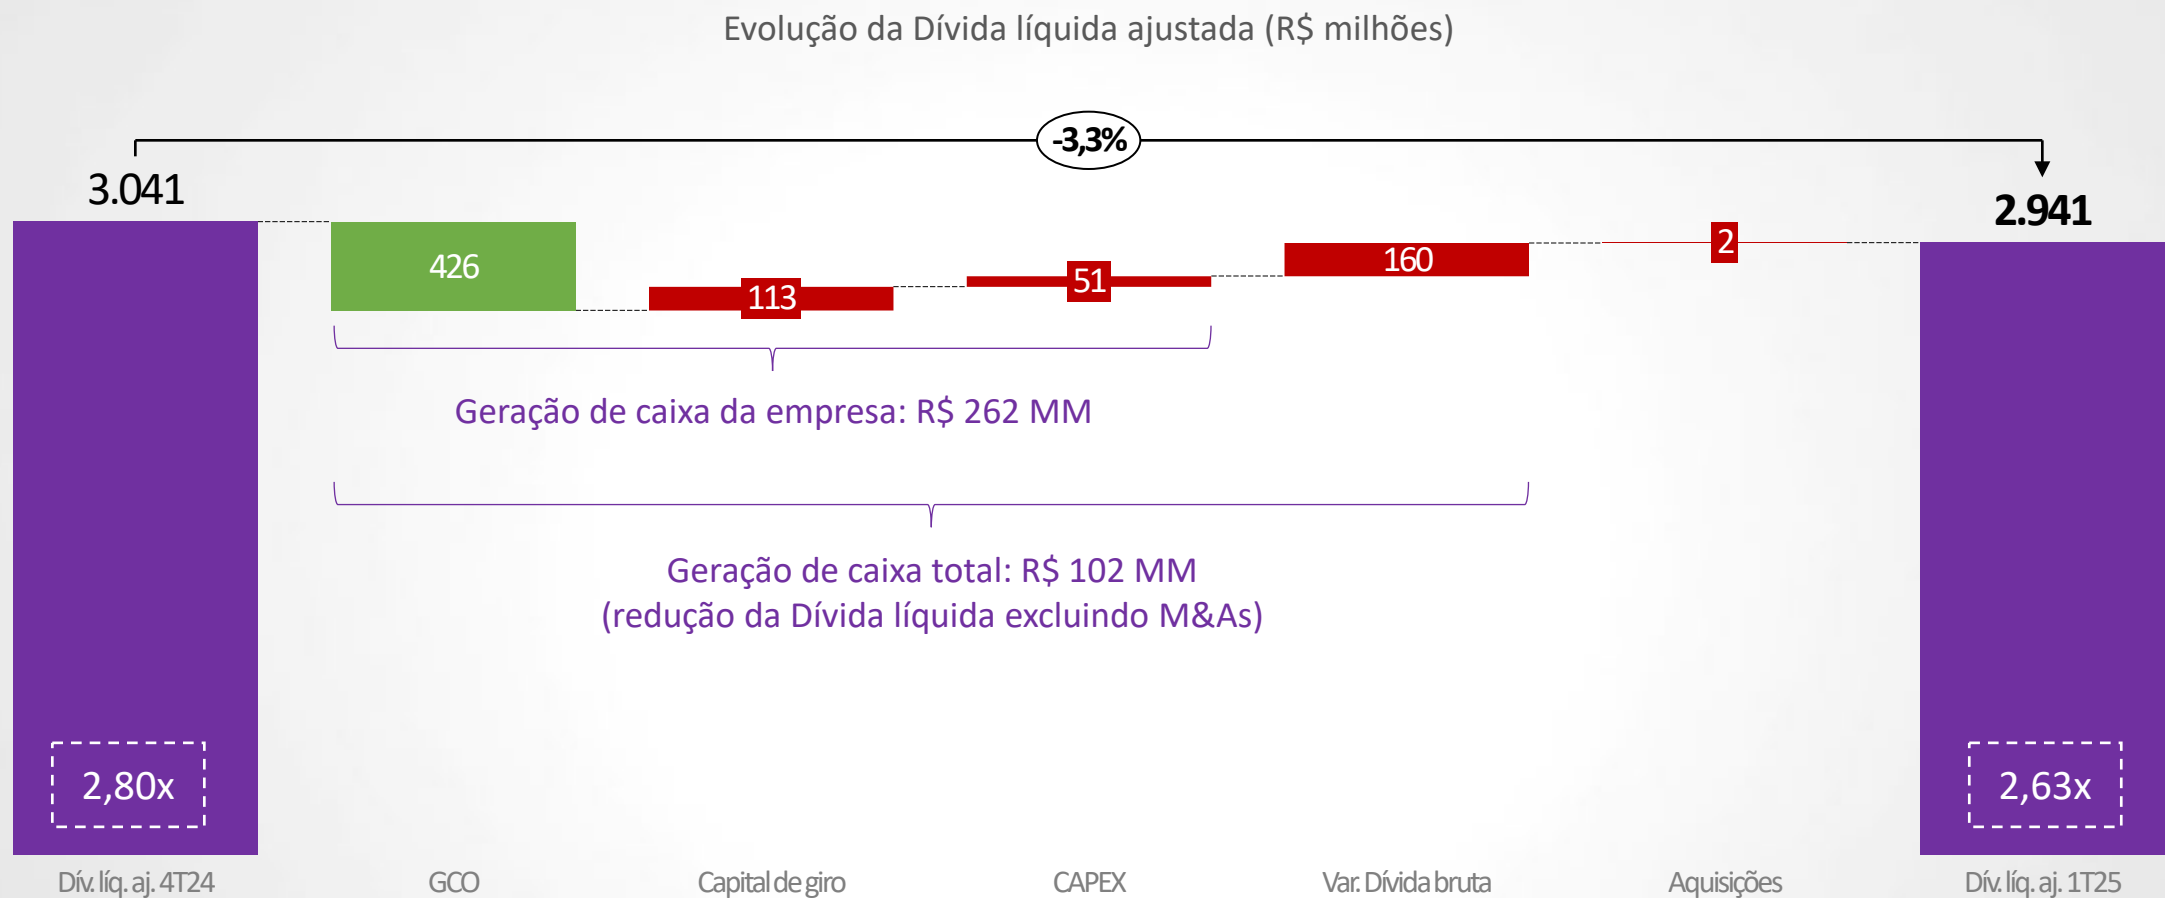 Evolução da Dívida líquida ajustada (R$ milhões)
-3,3%
3.041
2.941
426
113
51
160
2
Geração de caixa da empresa: R$ 262 MM
Geração de caixa total: R$ 102 MM
(redução da Dívida líquida excluindo M&As)
2,80x
2,63x
Dív. líq. aj. 4T24
GCO
Capital de giro
CAPEX
Var. Dívida bruta
Aquisições
Dív. líq. aj. 1T25